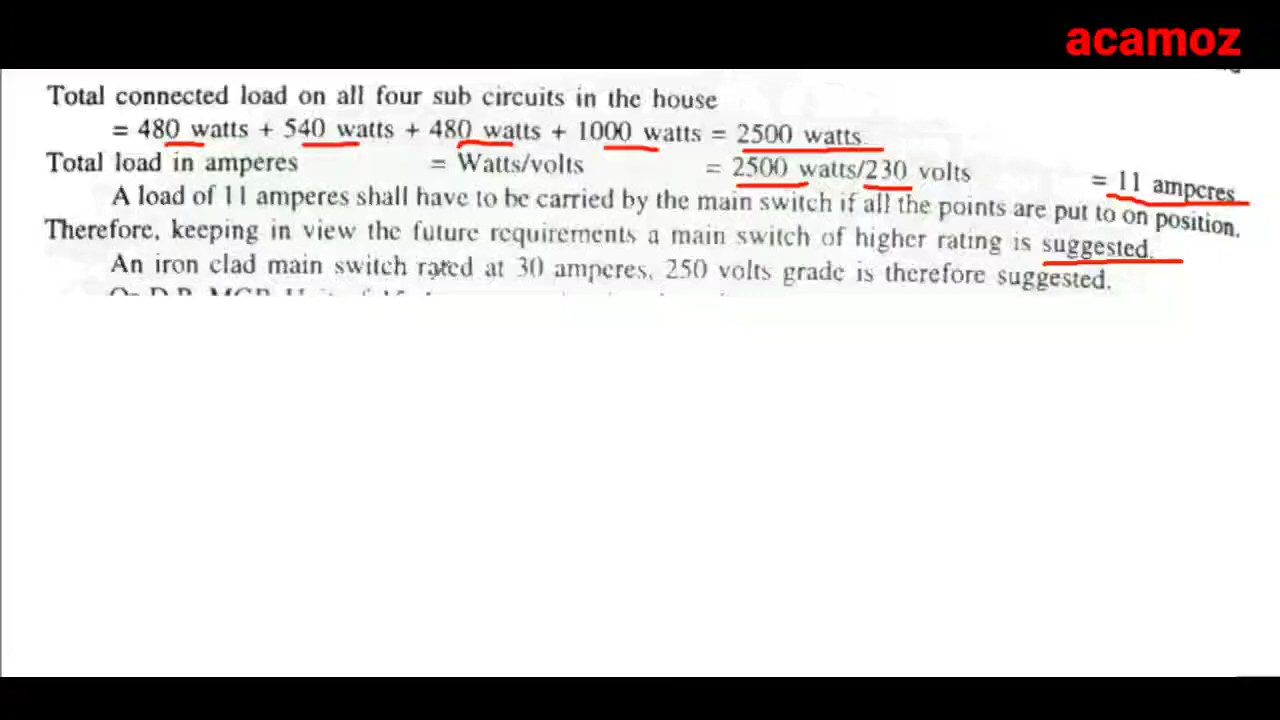 acamoz
Total connected load on all four sub circuits in the house
= 480 watts + 540 watts + 480 watts + 1000 watts = 2500 watts.
Total load in amperes = Watts/volts = 2500 watts/230 volts = 11 amperes
A load of 11 amperes shall have to be carried by the main switch if all the points are put to on position.
Therefore, keeping in view the future requirements a main switch of higher rating is suggested.
An iron clad main switch rated at 30 amperes, 250 volts grade is therefore suggested.